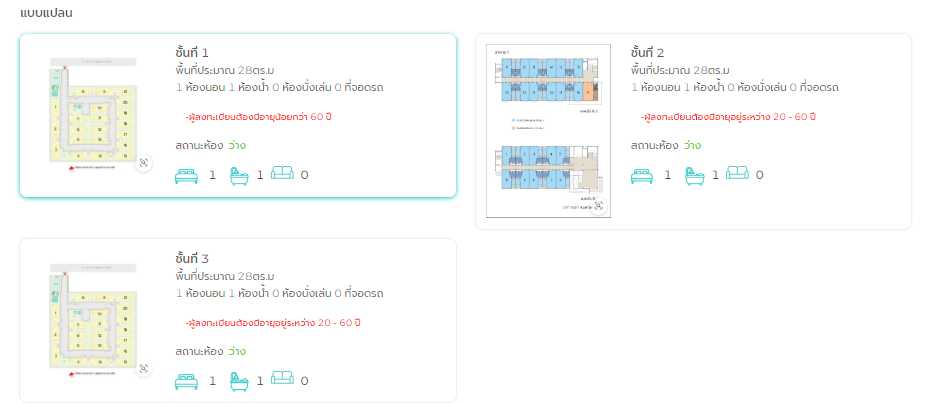 แบบแปลน
ชั้นที่ 1
พื้นที่ประมาณ 28ตร.ม
1 ห้องนอน 1 ห้องน้ำ 0 ห้องนั่งเล่น 0 ที่จอดรถ
-ผู้ลงทะเบียนต้องมีอายุน้อยกว่า 60 ปี
สถานะห้อง ว่าง
1 1 0
ชั้นที่ 2
พื้นที่ประมาณ 28ตร.ม
1 ห้องนอน 1 ห้องน้ำ 0 ห้องนั่งเล่น 0 ที่จอดรถ
-ผู้ลงทะเบียนต้องมีอายุอยู่ระหว่าง 20 - 60 ปี
สถานะห้อง ว่าง
1 1 0
ชั้นที่ 3
พื้นที่ประมาณ 28ตร.ม
1 ห้องนอน 1 ห้องน้ำ 0 ห้องนั่งเล่น 0 ที่จอดรถ
-ผู้ลงทะเบียนต้องมีอายุอยู่ระหว่าง 20 - 60 ปี
สถานะห้อง ว่าง
1 1 0